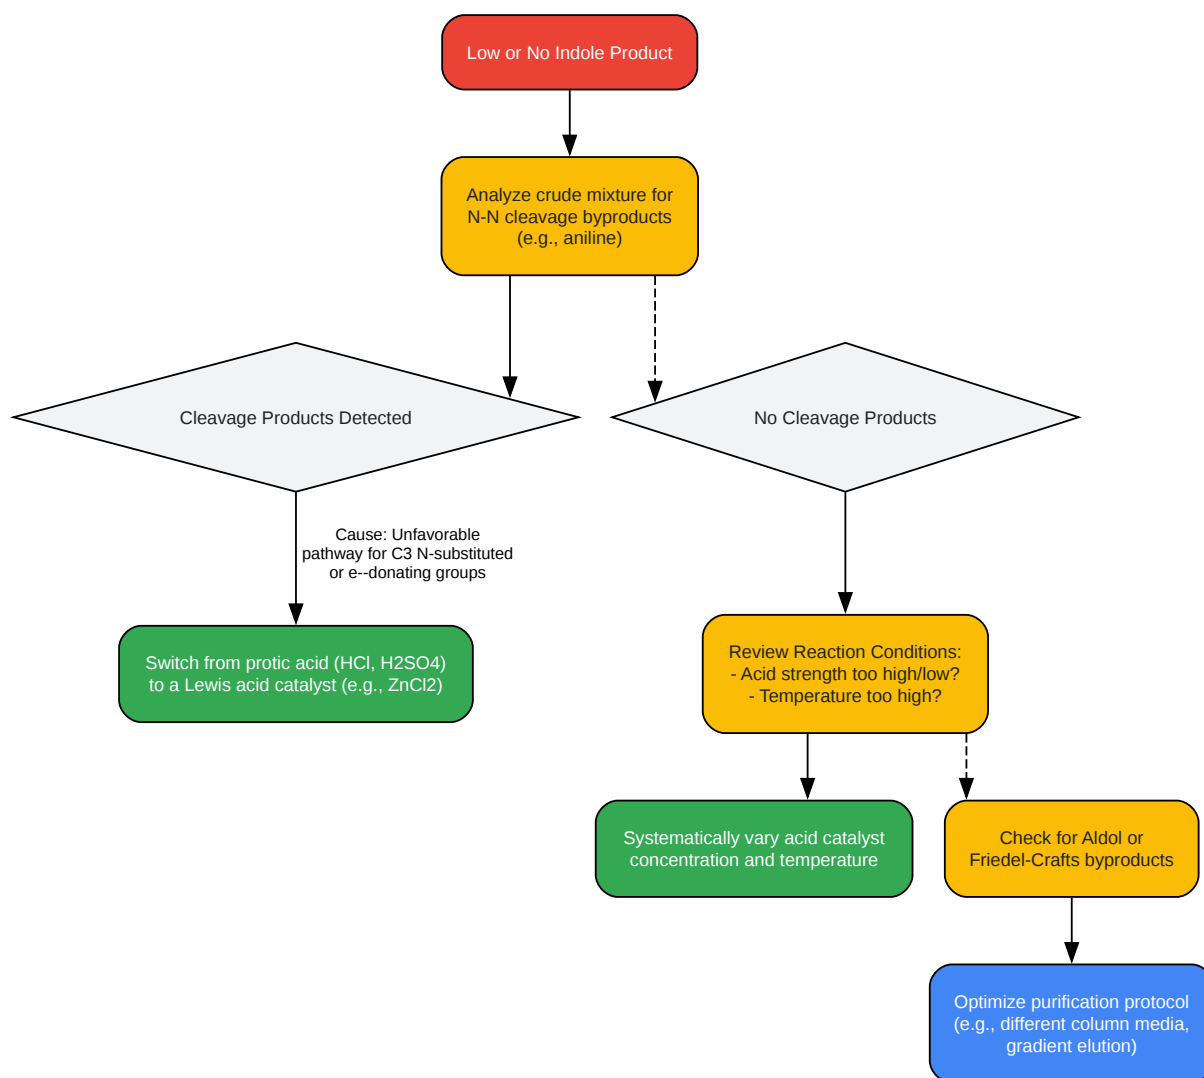 Low or No Indole Product
Analyze crude mixture for
N-N cleavage byproducts
(e.g., aniline)
Cleavage Products Detected
No Cleavage Products
Cause: Unfavorable
pathway for C3 N-substituted
or e--donating groups
Switch from protic acid (HCl, H2SO4)
to a Lewis acid catalyst (e.g., ZnCl2)
Review Reaction Conditions:
- Acid strength too high/low?
- Temperature too high?
Systematically vary acid catalyst
concentration and temperature
Check for Aldol or
Friedel-Crafts byproducts
Optimize purification protocol
(e.g., different column media,
gradient elution)